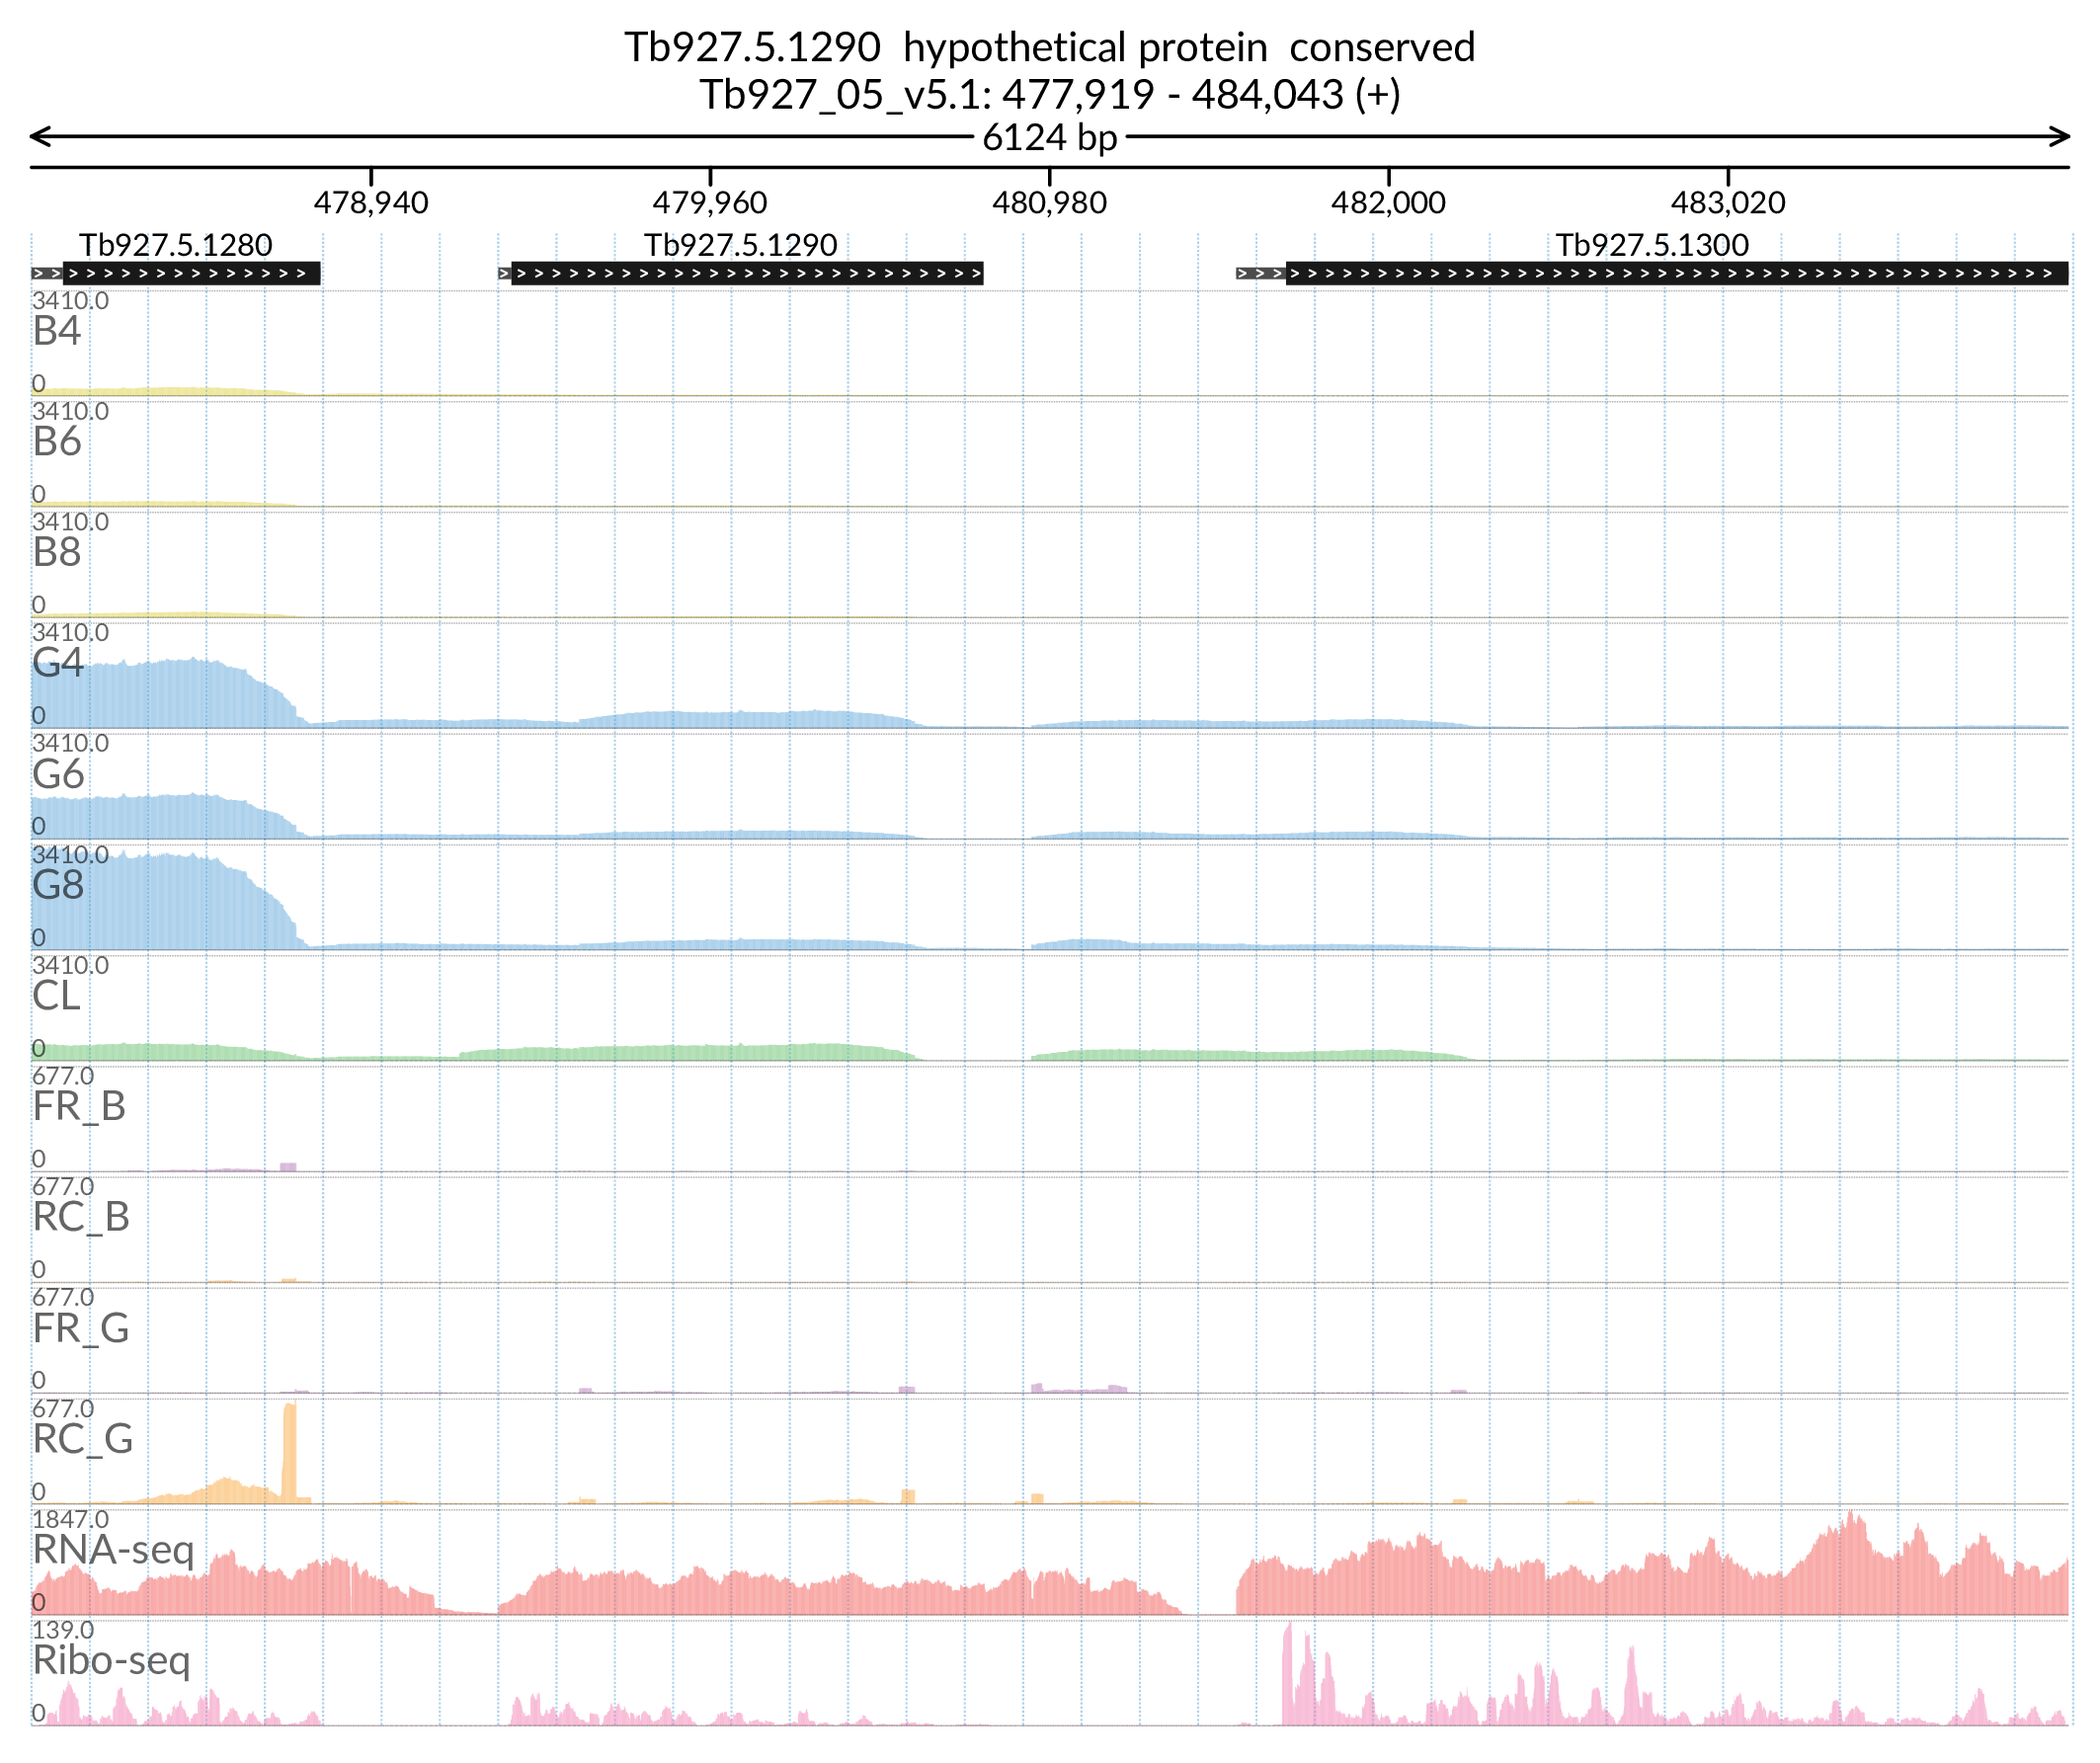 Tb927.5.1290  hypothetical protein  conserved
Tb927_05_v5.1: 477,919 - 484,043 (+)
6124 bp
478,940 479,960 480,980 482,000 483,020
Tb927.5.1280 Tb927.5.1290 Tb927.5.1300
3410.0
B4
0
3410.0
B6
0
3410.0
B8
0
3410.0
G4
0
3410.0
G6
0
3410.0
G8
0
3410.0
CL
0
677.0
FR_B
0
677.0
RC_B
0
677.0
FR_G
0
677.0
RC_G
0
1847.0
RNA-seq
0
139.0
Ribo-seq
0